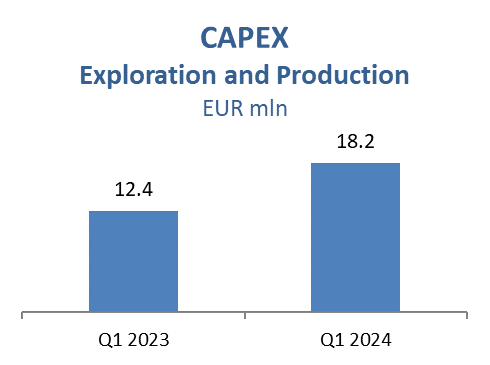 CAPEX
Exploration and Production
EUR mln
18.2
12.4
Q1 2023
Q1 2024